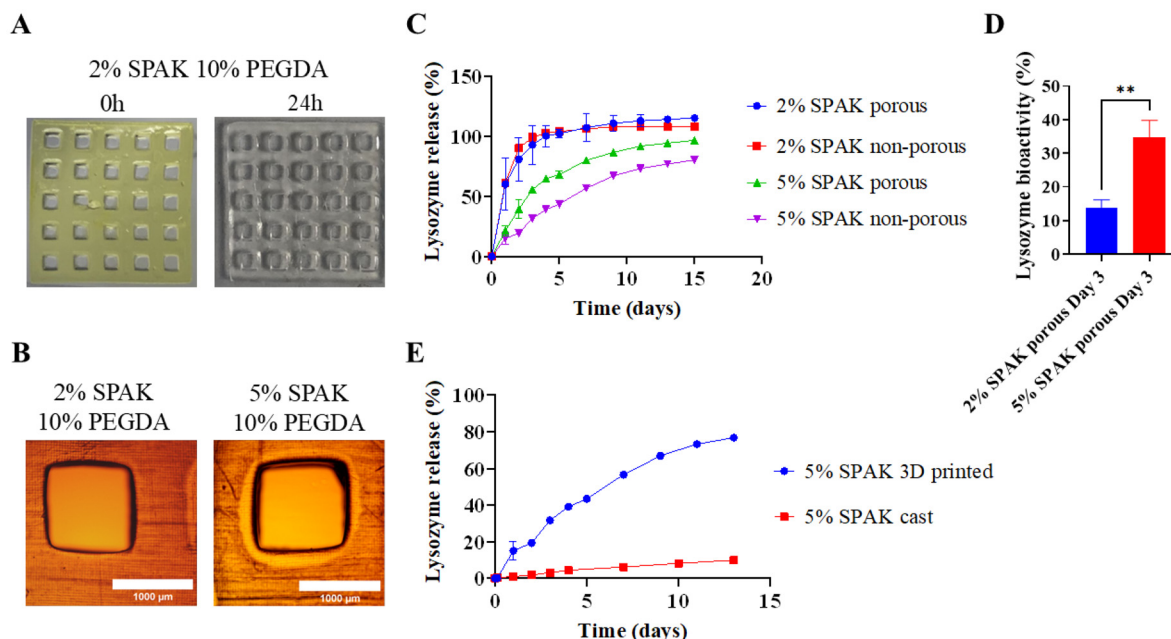 A
2% SPAK 10% PEGDA
0h
24h
B
2% SPAK
10% PEGDA
5% SPAK
10% PEGDA
1000 µm
1000 µm
C
Lysozyme release (%)
150
100
50
0
0
5
10
15
20
Time (days)
2% SPAK porous
2% SPAK non-porous
5% SPAK porous
5% SPAK non-porous
D
Lysozyme bioactivity (%)
50
40
30
20
10
0
**
2% SPAK porous Day 3
5% SPAK porous Day 3
E
Lysozyme release (%)
80
60
40
20
0
0
5
10
15
Time (days)
5% SPAK 3D printed
5% SPAK cast